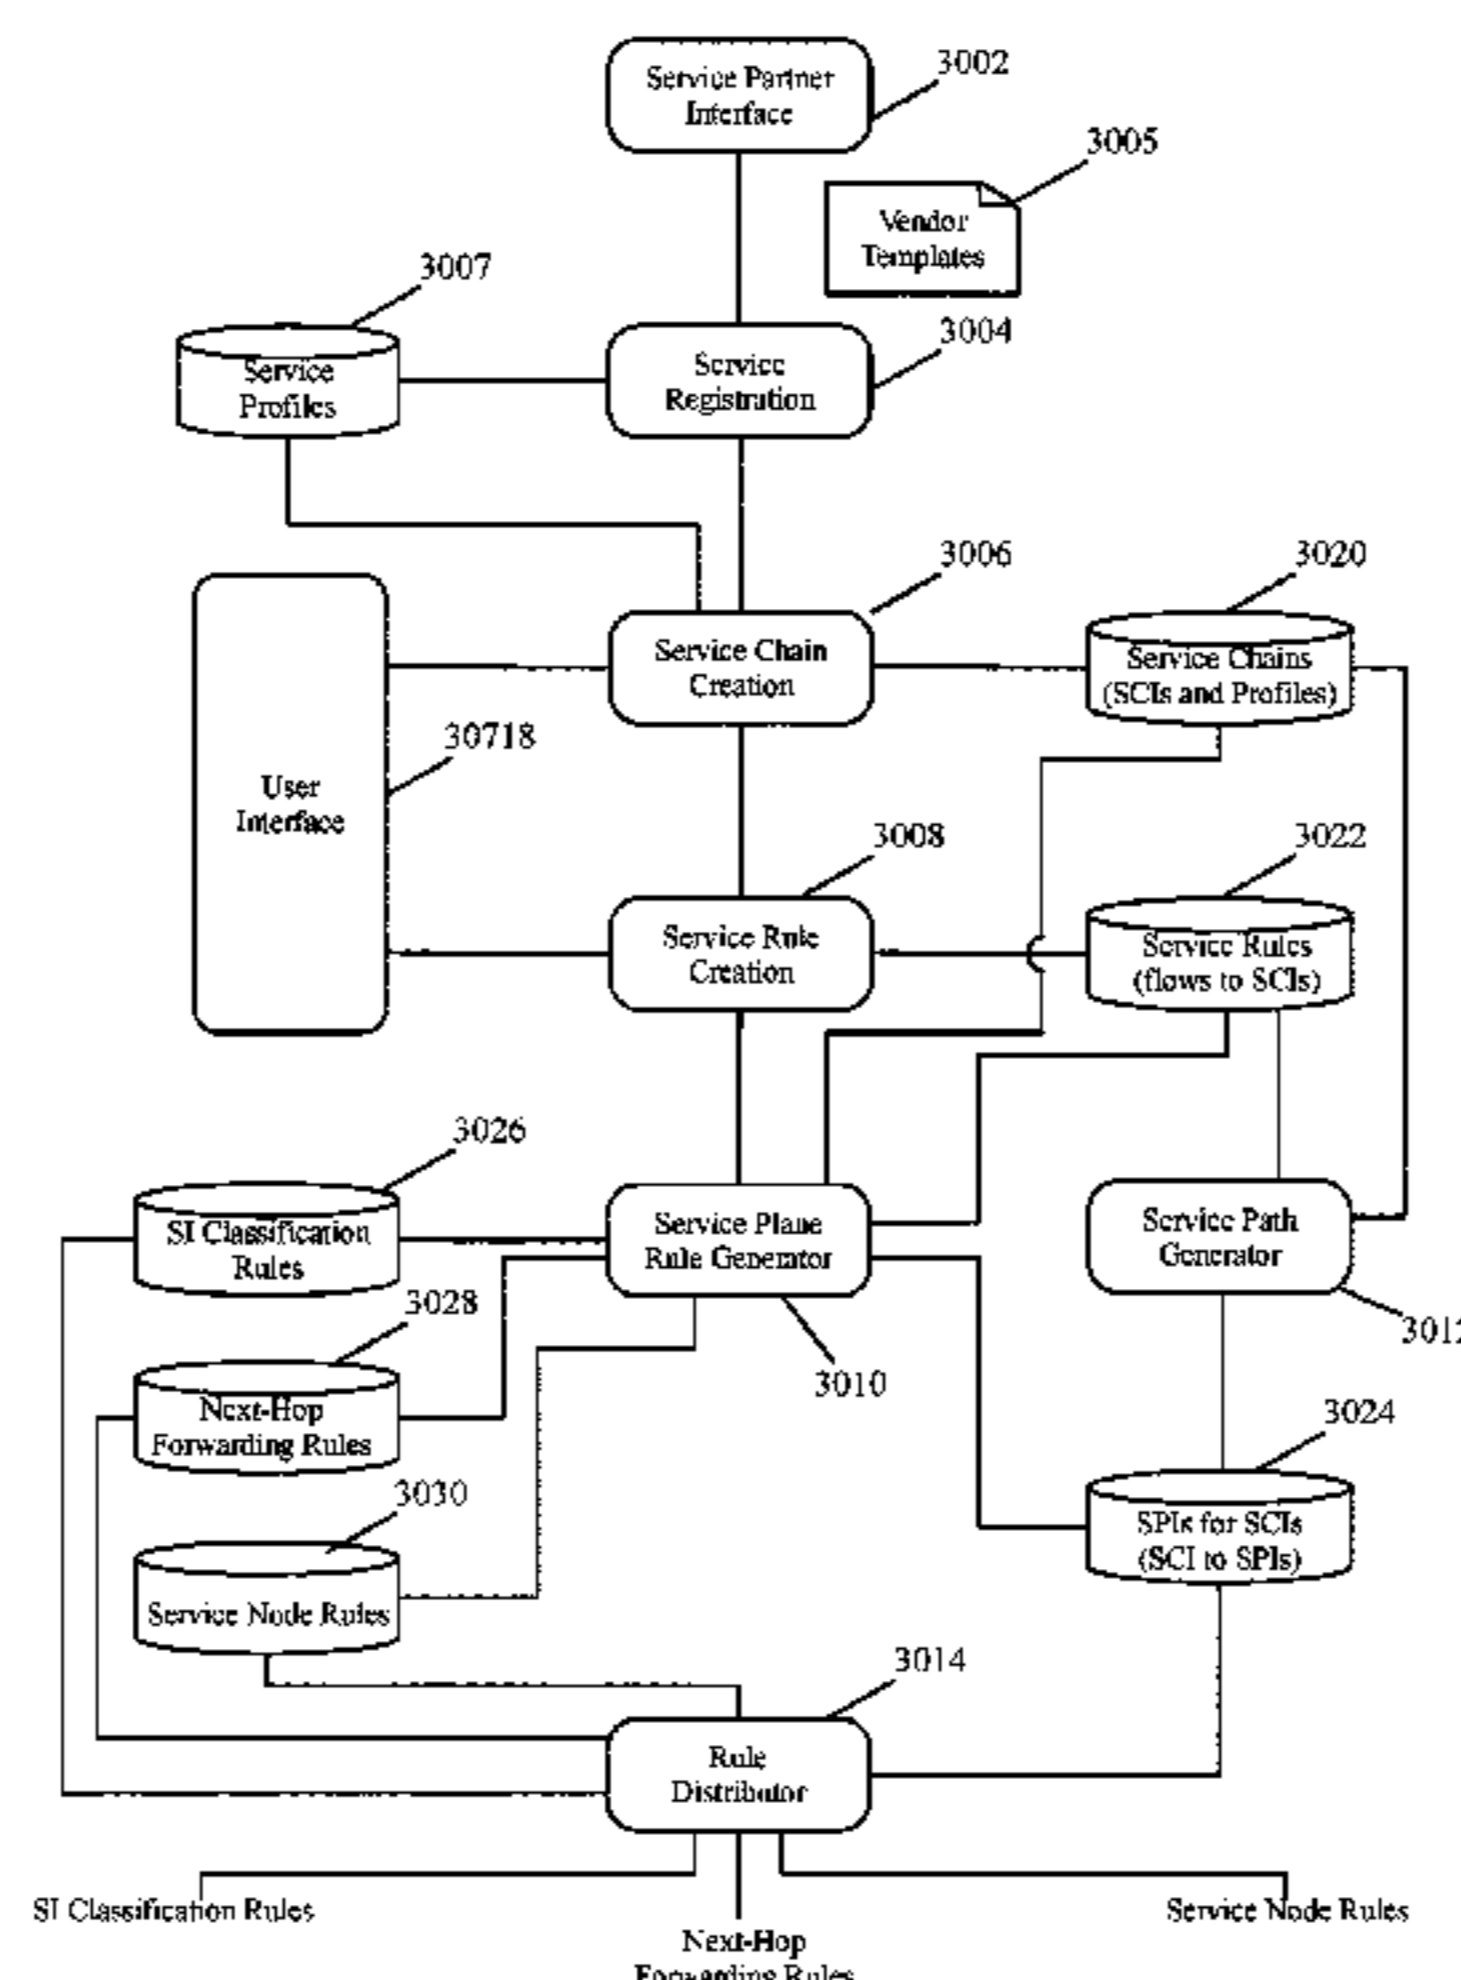 Service Partner
Interface
3002
3005
Vendor
Templates
3007
Service
Profiles
3004
Service
Registration
3006
3020
Service Chain
Creation
Service Chains
(SCIs and Profiles)
30718
User
Interface
3008
3022
Service Rule
Creation
Service Rules
(flows to SCIs)
3026
SI Classification
Rules
Service Plane
Rule Generator
Service Path
Generator
3028
3010
Next-Hop
Forwarding Rules
3024
3030
SPIs for SCIs
(SCI to SPIs)
Service Node Rules
3014
Rule
Distributor
SI Classification Rules
Service Node Rules
Next-Hop
Forwarding Rules